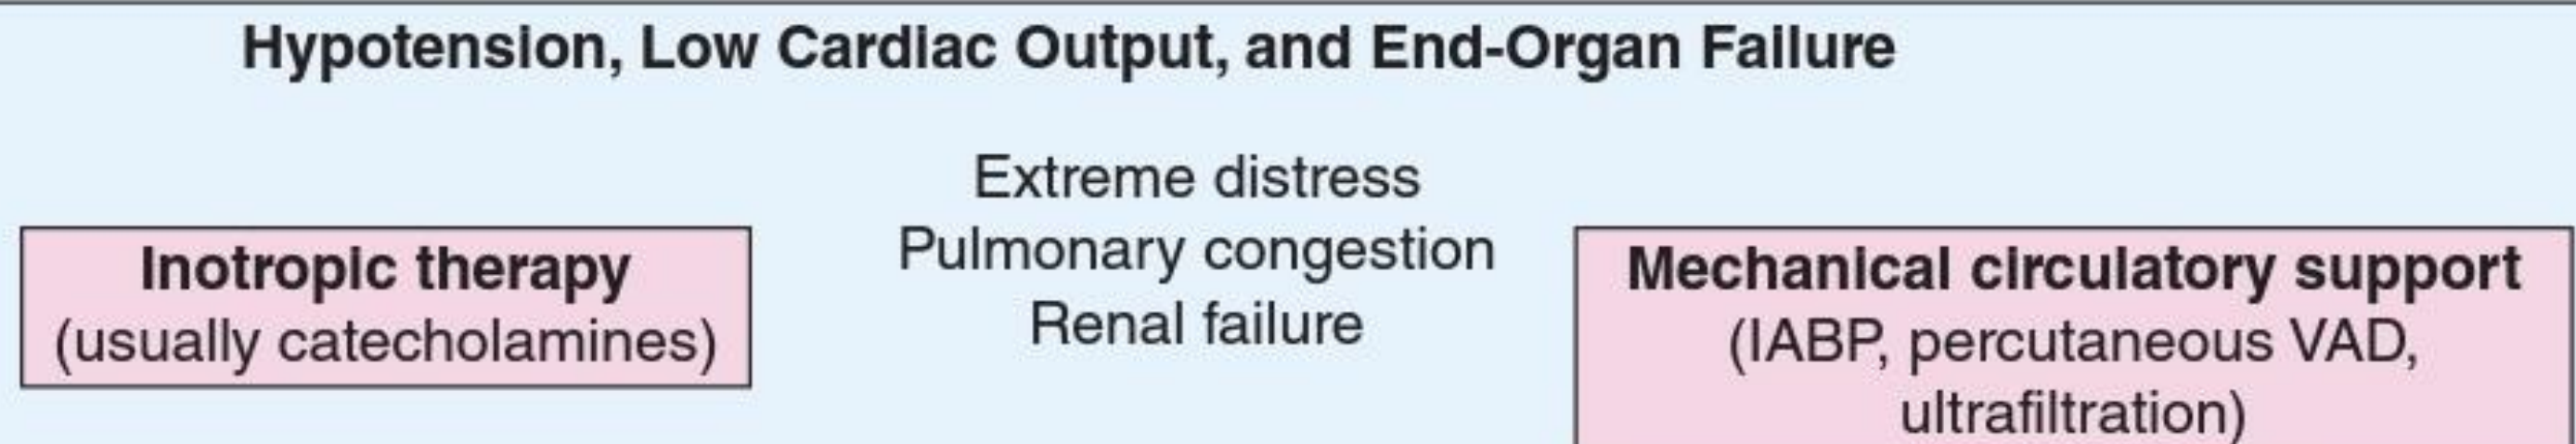 Hypotension, Low Cardiac Output, and End-Organ Failure
Extreme distress
Pulmonary congestion
Renal failure
Inotropic therapy
(usually catecholamines)
Mechanical circulatory support
(IABP, percutaneous VAD,
ultrafiltration)